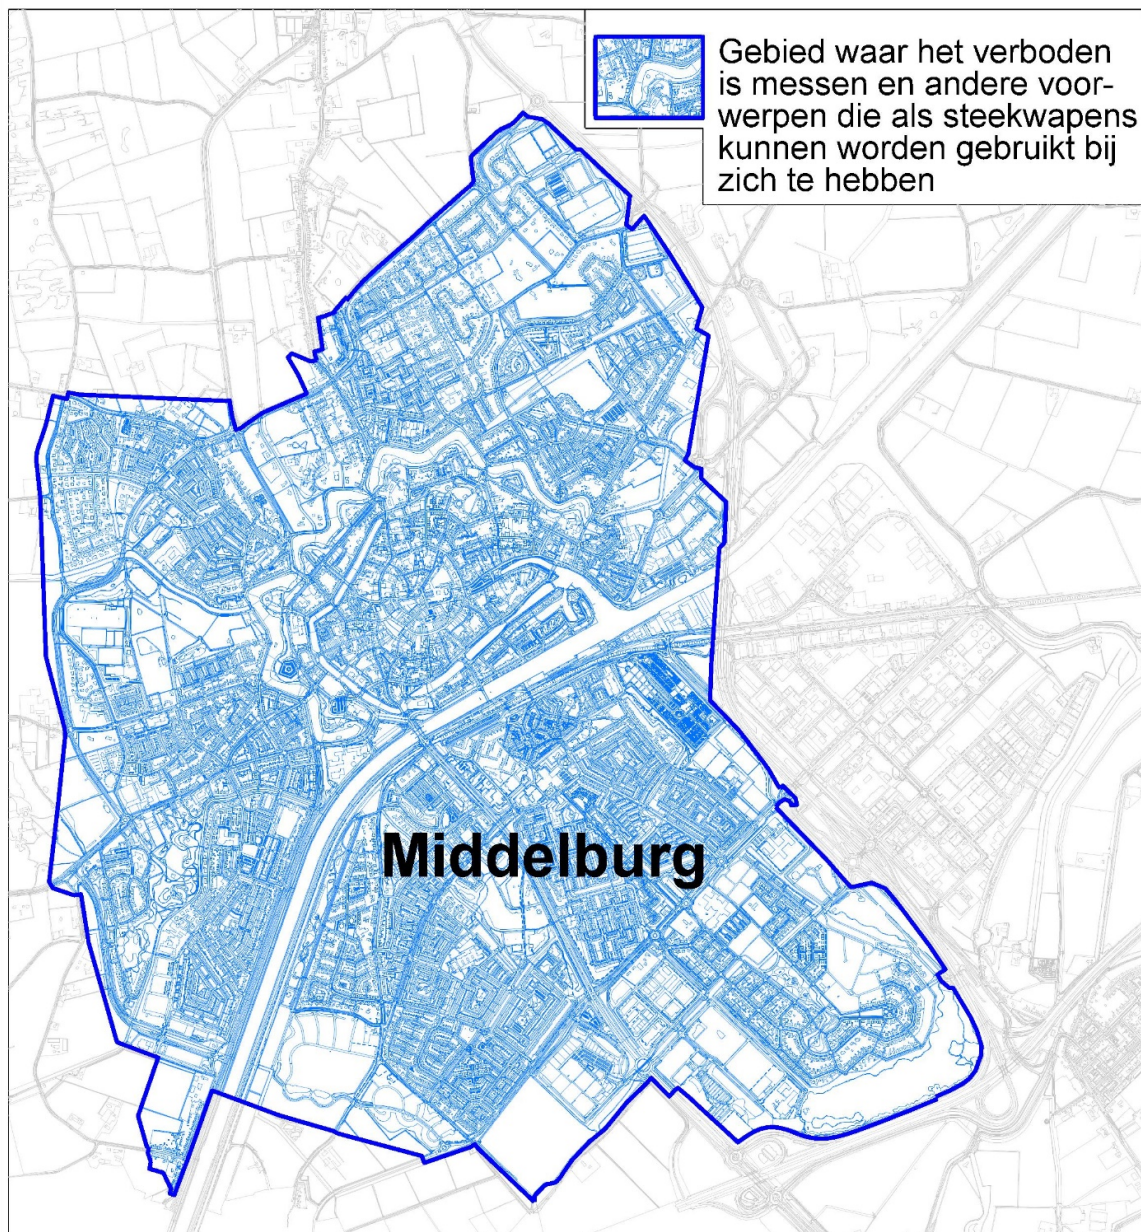 Gebied waar het verboden
is messen en andere voor-
werpen die als steekwapens
kunnen worden gebruikt bij
zich te hebben
Middelburg